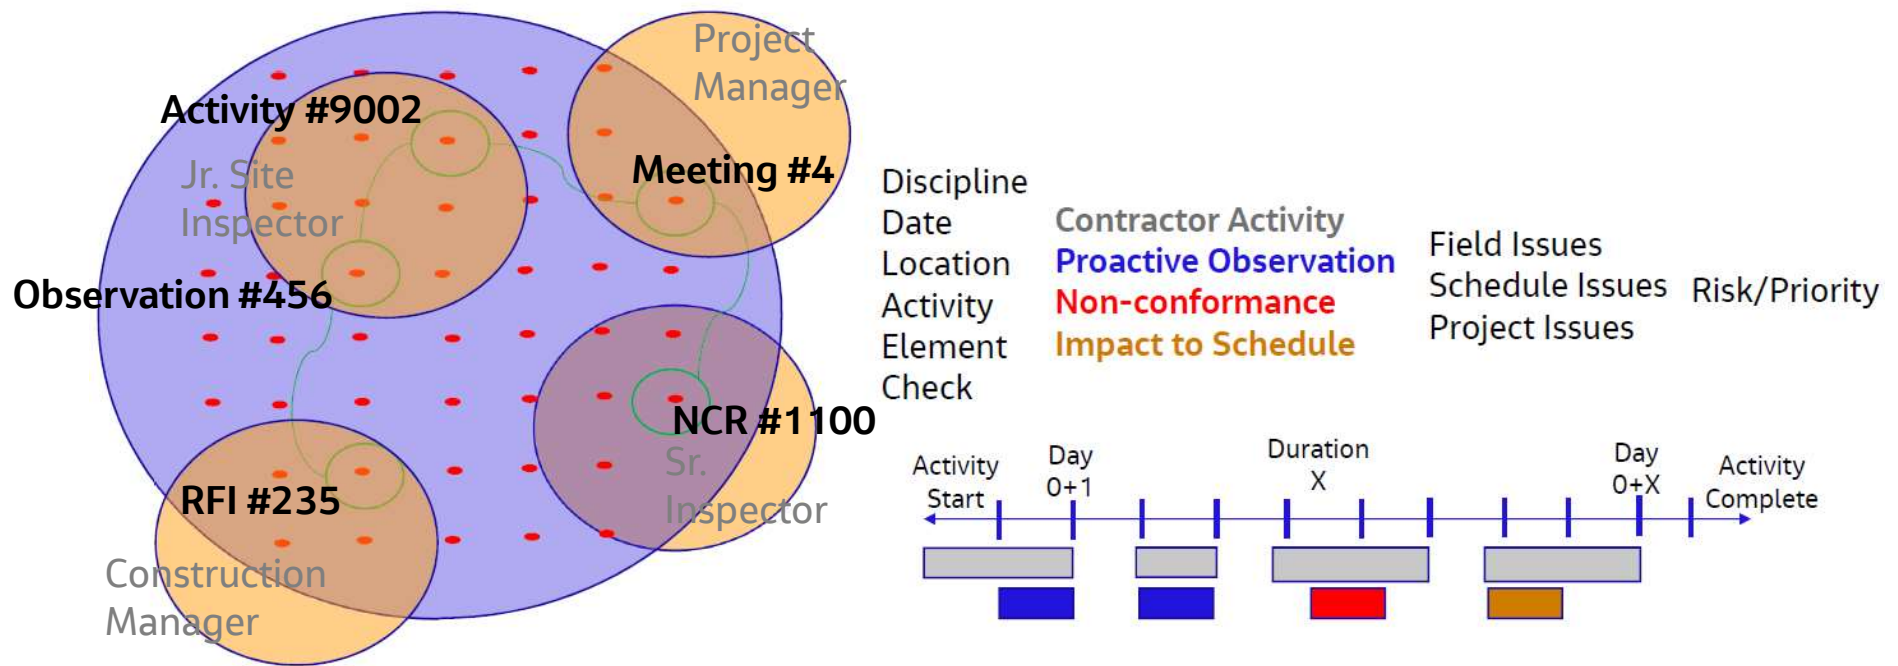 Project
Manager
Activity #9002
Jr. Site
Inspector
Meeting #4
Observation #456
NCR #1100
Sr.
Inspector
RFI #235
Construction
Manager
Discipline
Date
Location
Activity
Element
Check
Contractor Activity
Proactive Observation
Non-conformance
Impact to Schedule
Field Issues
Schedule Issues
Project Issues
Risk/Priority
Activity
Start
Day
0+1
Duration
X
Day
0+X
Activity
Complete